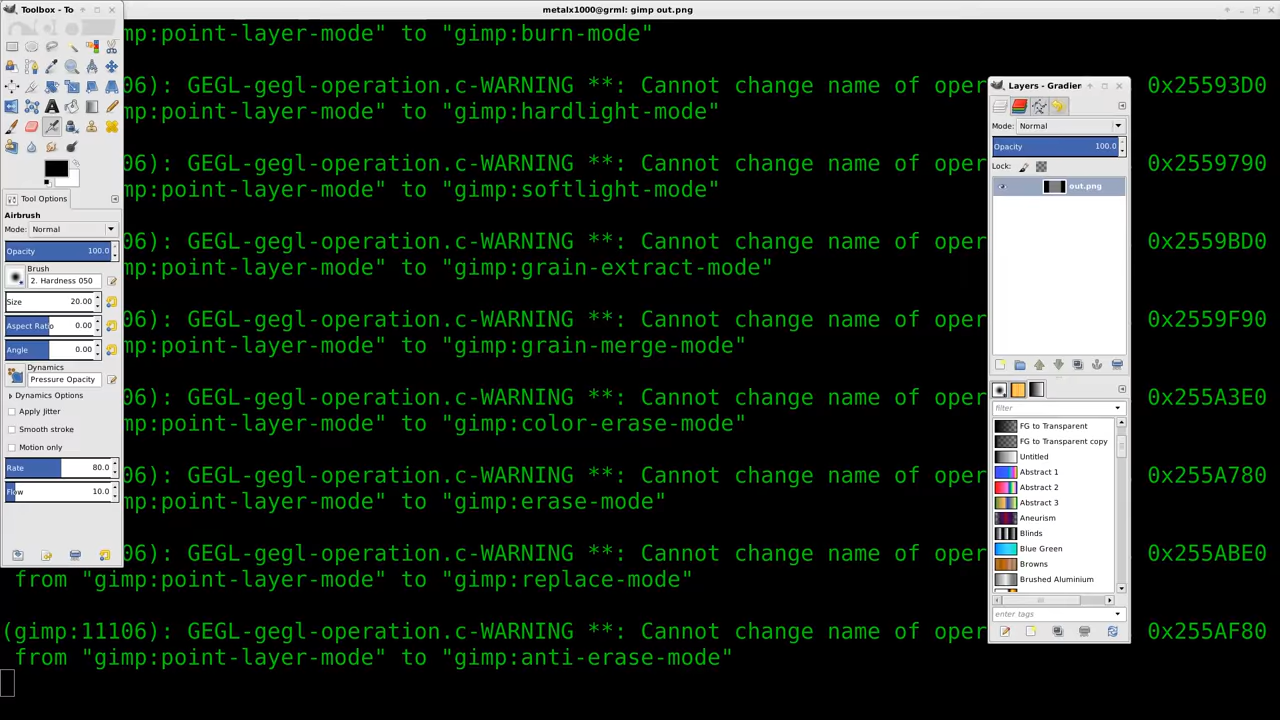 Toolbox - To
metalx1000@grml: gimp out.png
mp:point-layer-mode" to "gimp:burn-mode"
06): GEGL-gegl-operation.c-WARNING **: Cannot change name of oper 0x25593D0
mp:point-layer-mode" to "gimp:hardlight-mode"
06): GEGL-gegl-operation.c-WARNING **: Cannot change name of oper 0x2559790
mp:point-layer-mode" to "gimp:softlight-mode"
06): GEGL-gegl-operation.c-WARNING **: Cannot change name of oper 0x2559BD0
mp:point-layer-mode" to "gimp:grain-extract-mode"
06): GEGL-gegl-operation.c-WARNING **: Cannot change name of oper 0x2559F90
mp:point-layer-mode" to "gimp:grain-merge-mode"
06): GEGL-gegl-operation.c-WARNING **: Cannot change name of oper 0x255A3E0
mp:point-layer-mode" to "gimp:color-erase-mode"
06): GEGL-gegl-operation.c-WARNING **: Cannot change name of oper 0x255A780
mp:point-layer-mode" to "gimp:erase-mode"
06): GEGL-gegl-operation.c-WARNING **: Cannot change name of oper 0x255ABE0
from "gimp:point-layer-mode" to "gimp:replace-mode"
(gimp:11106): GEGL-gegl-operation.c-WARNING **: Cannot change name of oper 0x255AF80
from "gimp:point-layer-mode" to "gimp:anti-erase-mode"
Tool Options
Airbrush
Mode: Normal
Opacity 100.0
Brush
2. Hardness 050
Size 20.00
Aspect Ratio 0.00
Angle 0.00
Dynamics
Pressure Opacity
Dynamics Options
Apply Jitter
Smooth stroke
Motion only
Rate 80.0
Flow 10.0
Layers - Gradien
Mode: Normal
Opacity 100.0
Lock:
out.png
filter
FG to Transparent
FG to Transparent copy
Untitled
Abstract 1
Abstract 2
Abstract 3
Aneurism
Blinds
Blue Green
Browns
Brushed Aluminium
enter tags